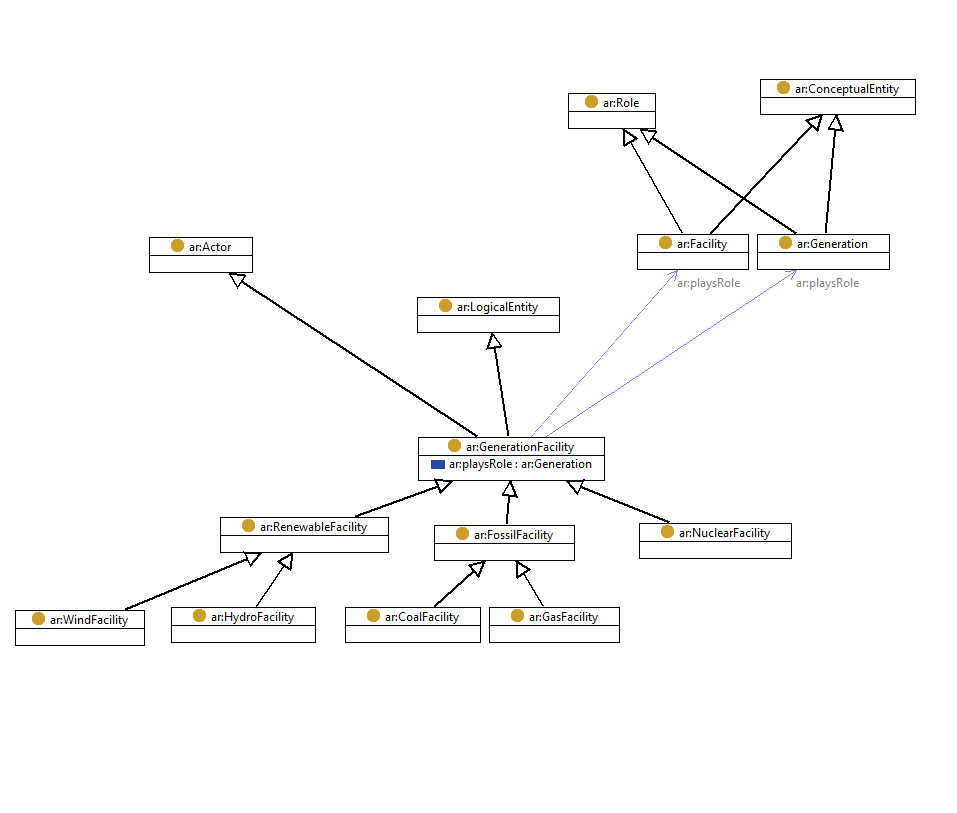 ar:ConceptualEntity
ar:Role
ar:Actor
ar:Facility
ar:Generation
ar:playsRole
ar:playsRole
ar:LogicalEntity
ar:GenerationFacility
ar:playsRole : ar:Generation
ar:RenewableFacility
ar:FossilFacility
ar:NuclearFacility
ar:WindFacility
ar:HydroFacility
ar:CoalFacility
ar:GasFacility